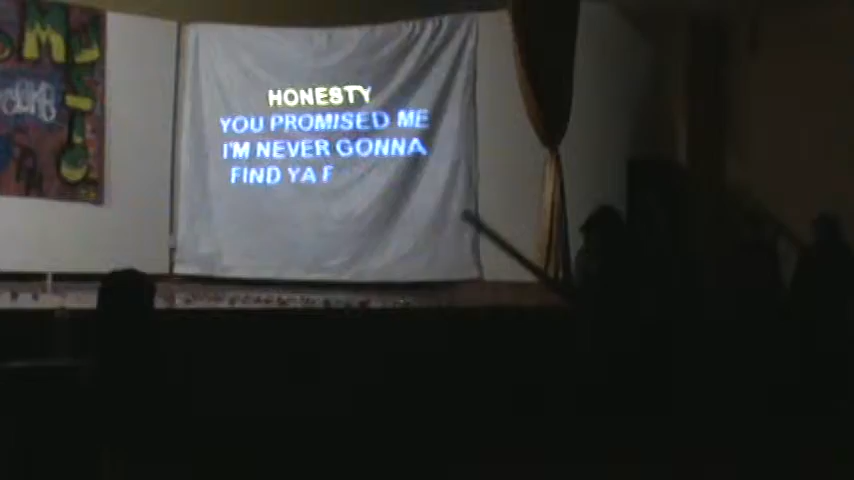 HONESTY
YOU PROMISED ME
I'M NEVER GONNA
FIND YA F